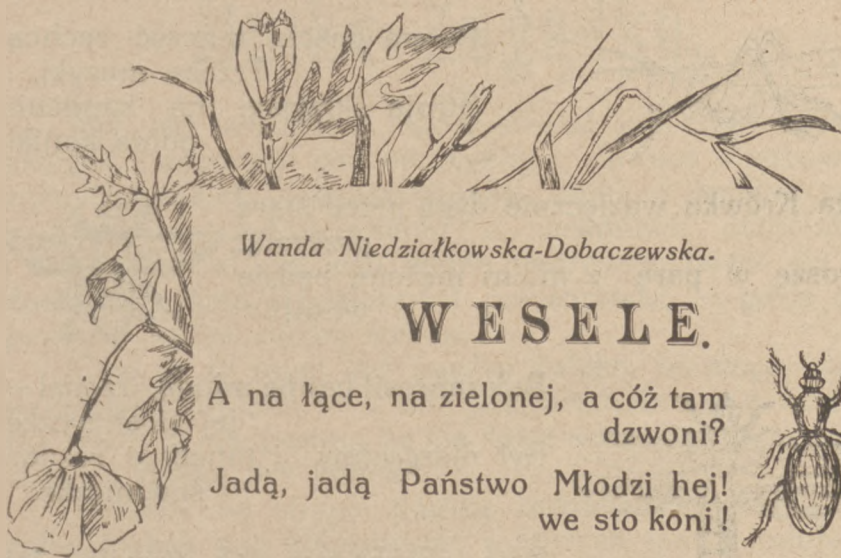 Wanda Niedziałkowska-Dobaczewska.
WESELE.
A na łące, na zielonej, a cóż tam
dzwoni?
Jadą, jadą Państwo Młodzi hej!
we sto koni!